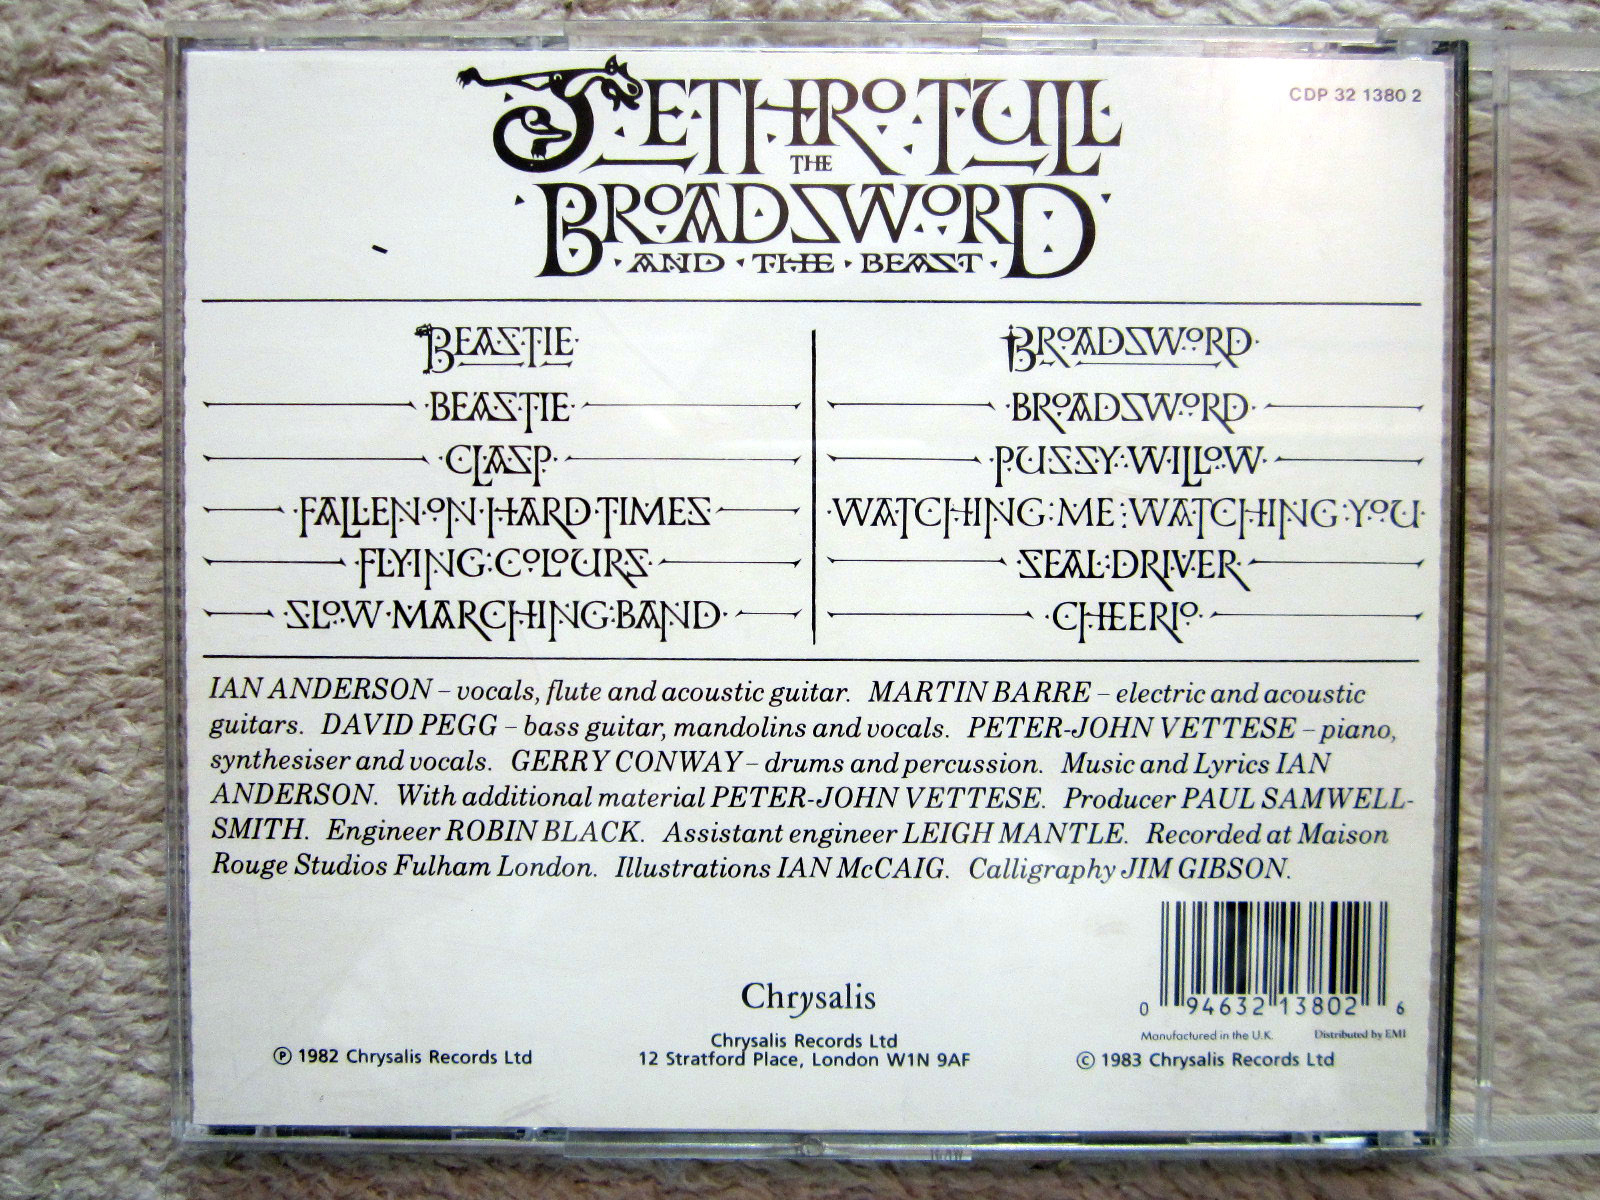 JETHRO TULL
CDP 32 1380 2
THE
BROADSWORD
AND THE BEAST
BEASTIE
BEASTIE
CLASP
FALLEN ON HARD TIMES
FLYING COLOURS
SLOW MARCHING BAND
BROADSWORD
BROADSWORD
PUSSY WILLOW
WATCHING ME WATCHING YOU
SEAL DRIVER
CHEERIO
IAN ANDERSON – vocals, flute and acoustic guitar. MARTIN BARRE – electric and acoustic
guitars. DAVID PEGG – bass guitar, mandolins and vocals. PETER-JOHN VETTESE – piano,
synthesiser and vocals. GERRY CONWAY – drums and percussion. Music and Lyrics IAN
ANDERSON. With additional material PETER-JOHN VETTESE. Producer PAUL SAMWELL-
SMITH. Engineer ROBIN BLACK. Assistant engineer LEIGH MANTLE. Recorded at Maison
Rouge Studios Fulham London. Illustrations IAN McCAIG. Calligraphy JIM GIBSON.
0 94632 13802 6
Manufactured in the U.K. Distributed by EMI
Chrysalis
Chrysalis Records Ltd
12 Stratford Place, London W1N 9AF
℗ 1982 Chrysalis Records Ltd
© 1983 Chrysalis Records Ltd